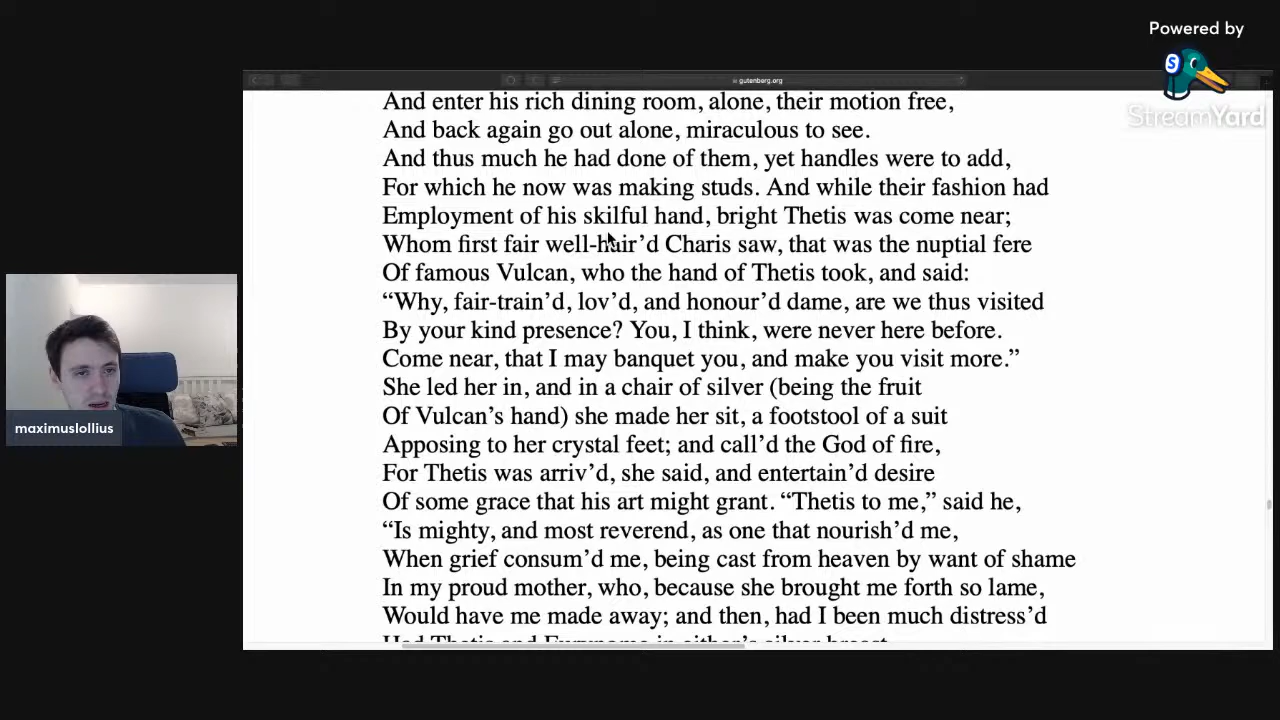 Powered by
S
StreamYard
gutenberg.org
And enter his rich dining room, alone, their motion free,
And back again go out alone, miraculous to see.
And thus much he had done of them, yet handles were to add,
For which he now was making studs. And while their fashion had
Employment of his skilful hand, bright Thetis was come near;
Whom first fair well-hair’d Charis saw, that was the nuptial fere
Of famous Vulcan, who the hand of Thetis took, and said:
“Why, fair-train’d, lov’d, and honour’d dame, are we thus visited
By your kind presence? You, I think, were never here before.
Come near, that I may banquet you, and make you visit more.”
She led her in, and in a chair of silver (being the fruit
Of Vulcan’s hand) she made her sit, a footstool of a suit
Apposing to her crystal feet; and call’d the God of fire,
For Thetis was arriv’d, she said, and entertain’d desire
Of some grace that his art might grant. “Thetis to me,” said he,
“Is mighty, and most reverend, as one that nourish’d me,
When grief consum’d me, being cast from heaven by want of shame
In my proud mother, who, because she brought me forth so lame,
Would have me made away; and then, had I been much distress’d
Had Thetis and Eurynome in either’s silver breast
maximuslollius